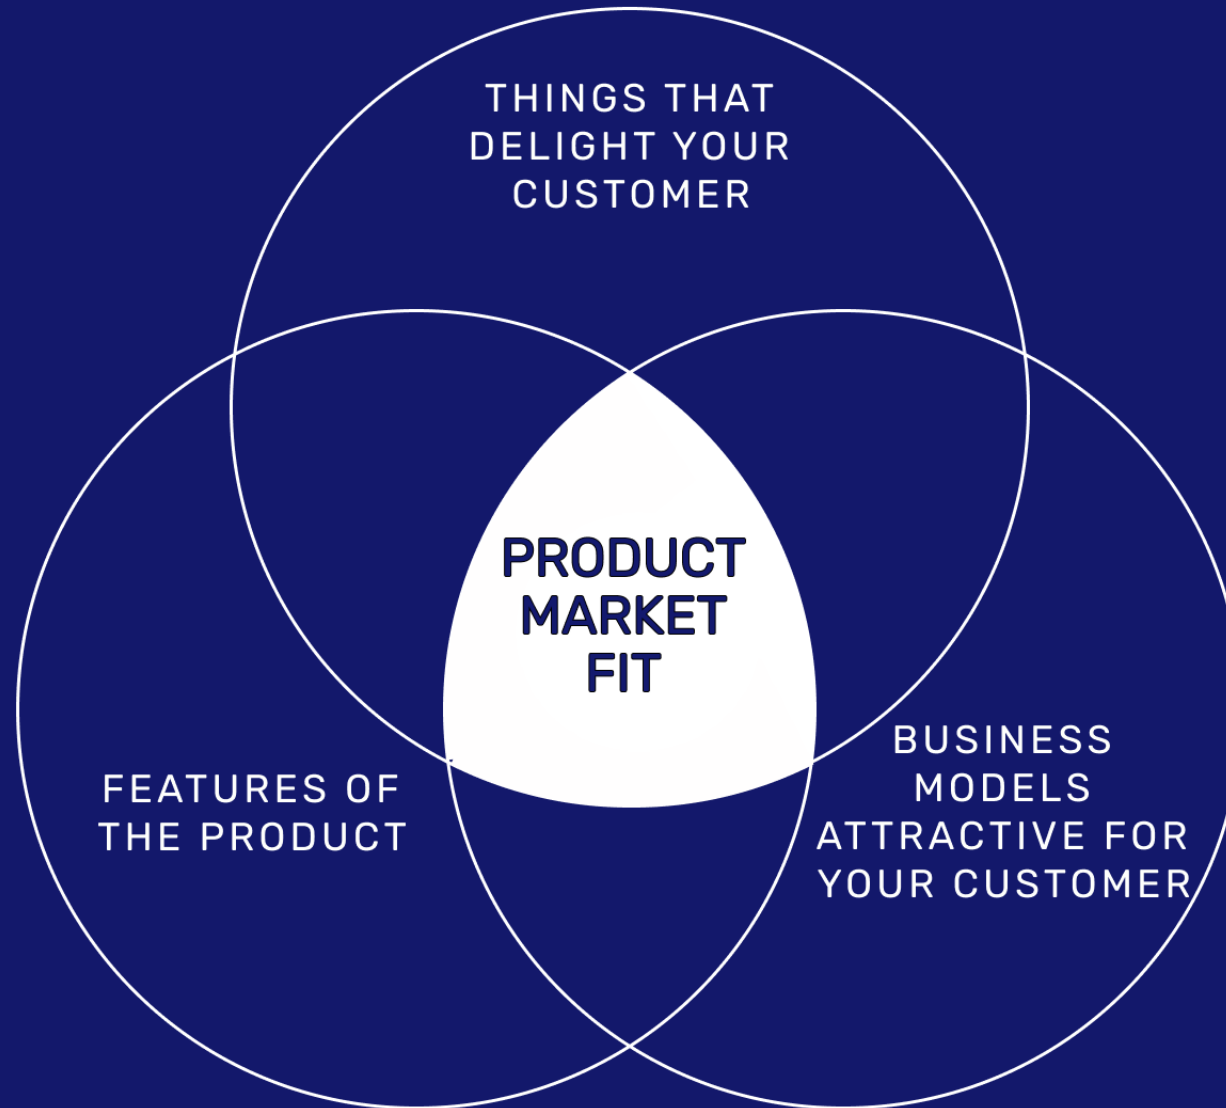 THINGS THAT
DELIGHT YOUR
CUSTOMER
PRODUCT
MARKET
FIT
FEATURES OF
THE PRODUCT
BUSINESS
MODELS
ATTRACTIVE FOR
YOUR CUSTOMER